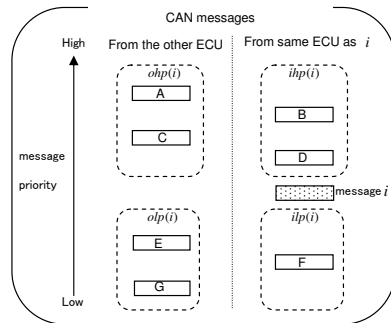 CAN messages
High
From the other ECU
From same ECU as i
ohp(i)
ihp(i)
A
B
C
D
message
priority
message i
olp(i)
ilp(i)
E
F
G
Low